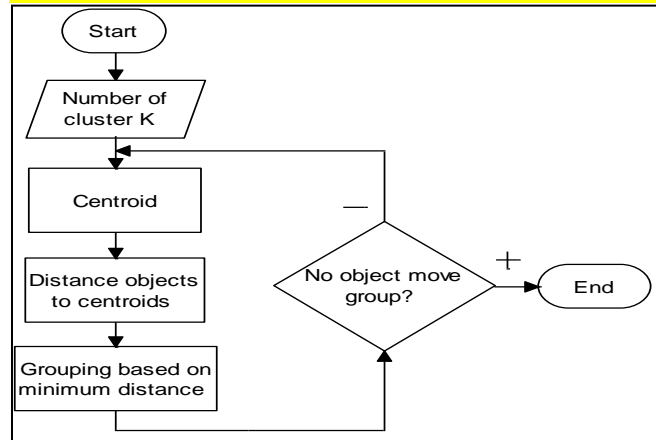 Start
Number of
cluster K
Centroid
Distance objects
to centroids
Grouping based on
minimum distance
No object move
group?
—
+
End